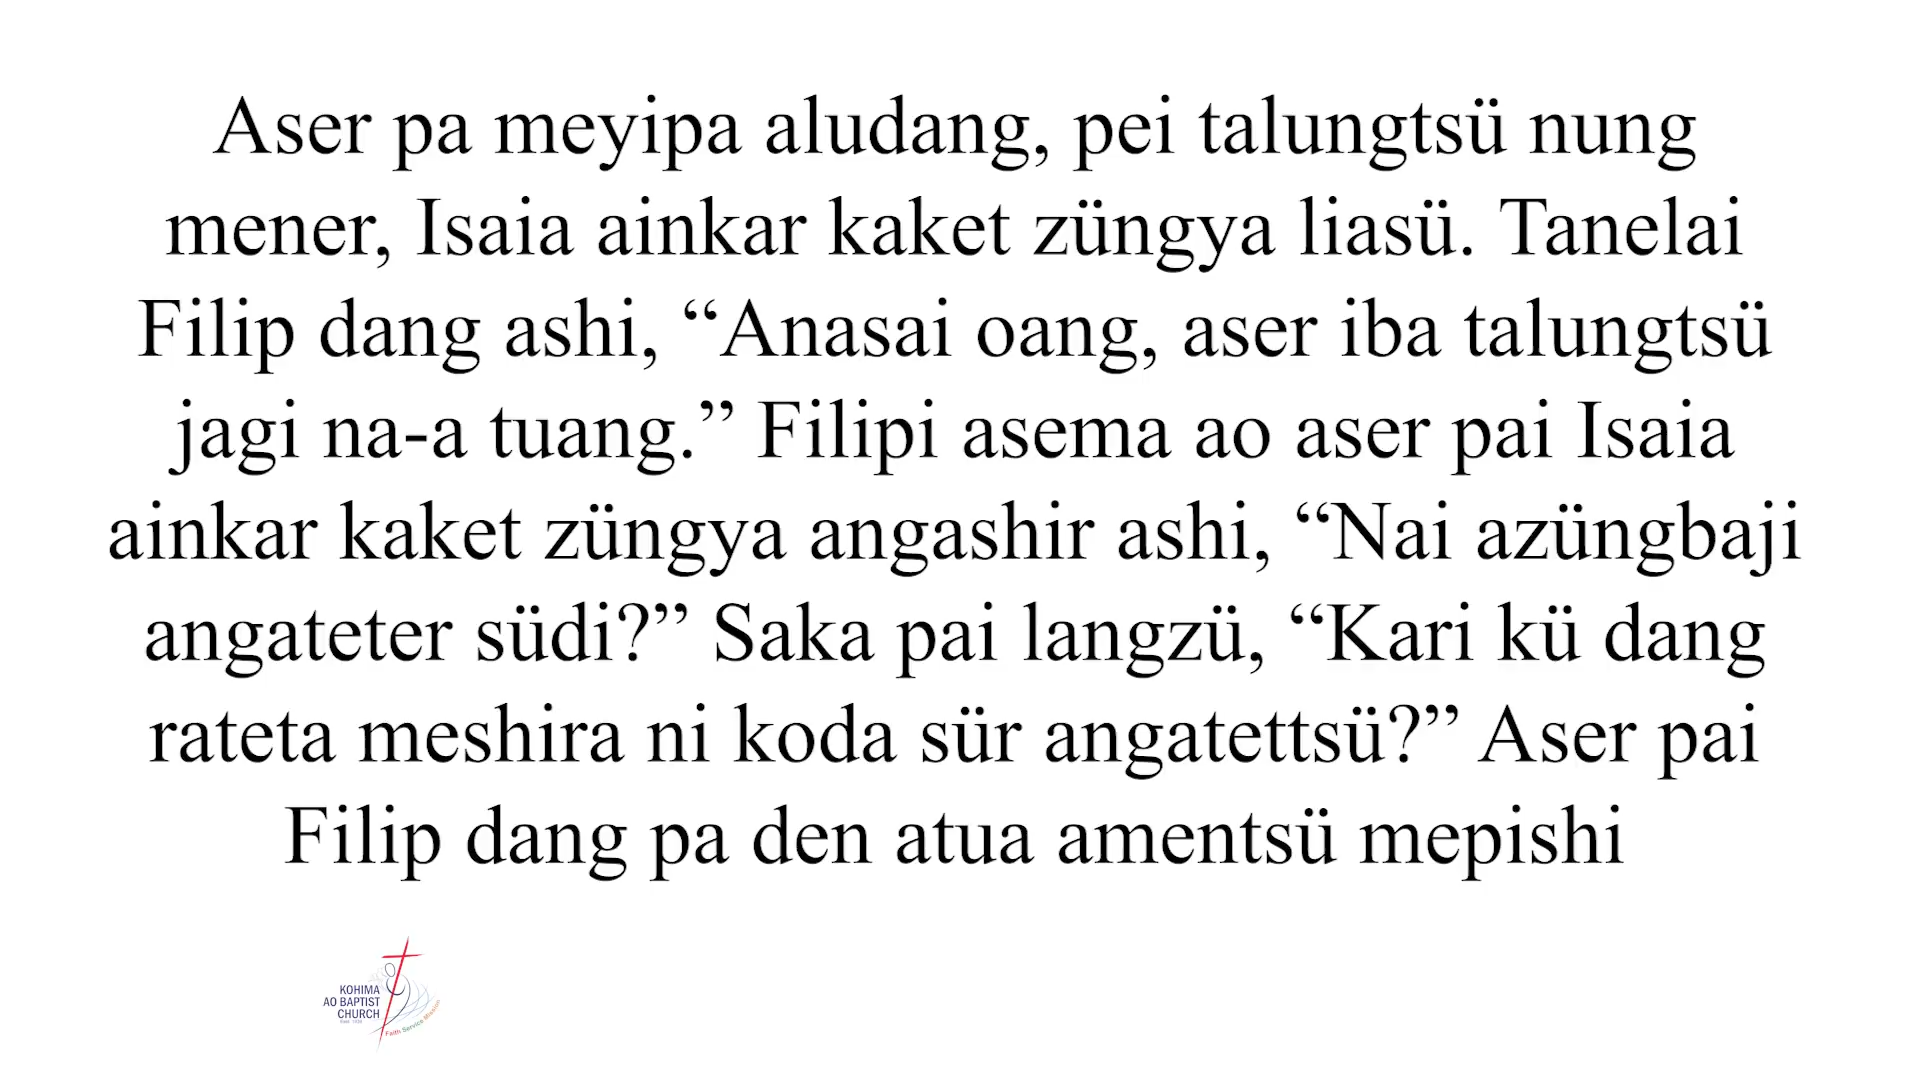 Aser pa meyipa aludang, pei talungtsü nung
mener, Isaia ainkar kaket züngya liasü. Tanelai
Filip dang ashi, “Anasai oang, aser iba talungtsü
jagi na-a tuang.” Filipi asema ao aser pai Isaia
ainkar kaket züngya angashir ashi, “Nai azüngbaji
angateter südi?” Saka pai langzü, “Kari kü dang
rateta meshira ni koda sür angatettsü?” Aser pai
Filip dang pa den atua amentsü mepishi
KOHIMA
AO BAPTIST
CHURCH
Faith Service Mission